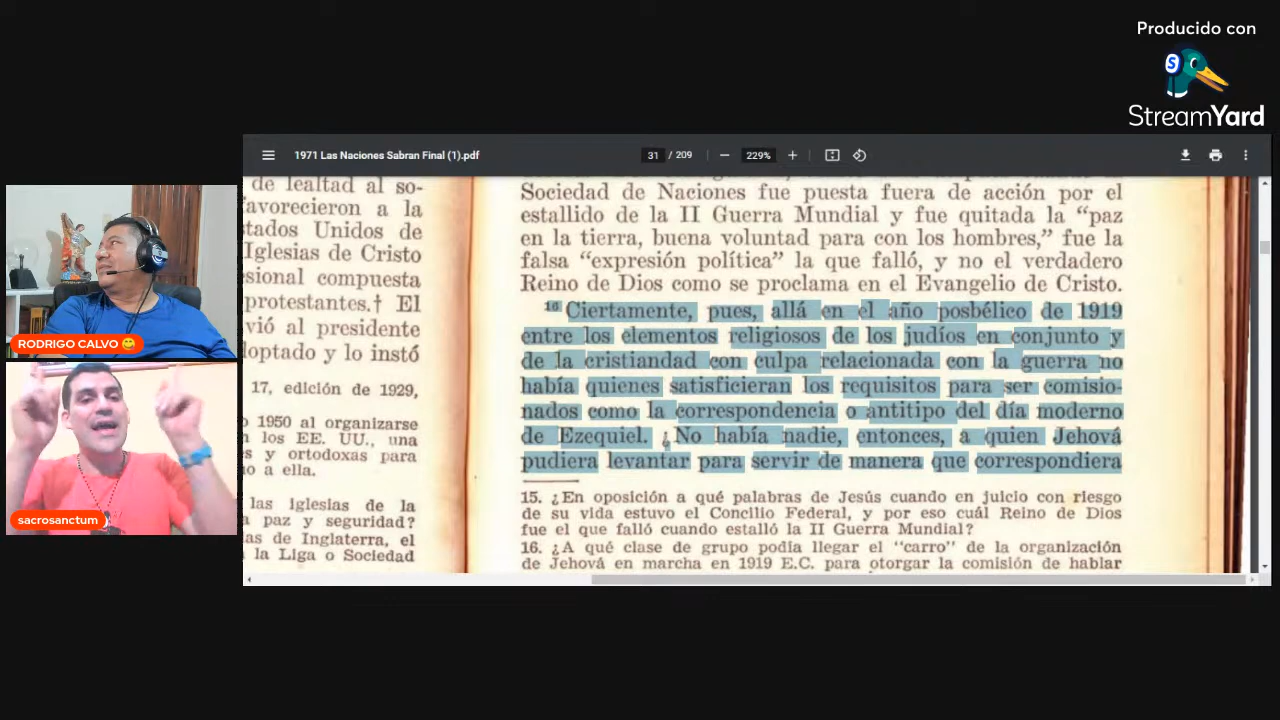 Producido con
StreamYard
1971 Las Naciones Sabran Final (1).pdf
31 / 209
229%
de lealtad al so-
favorecieron a la
stados Unidos de
Iglesias de Cristo
esional compuesta
protestantes.† El
vió al presidente
doptado y lo instó
17, edición de 1929,
o 1950 al organizarse
n los EE. UU., una
es y ortodoxas para
o a ella.
las iglesias de la
a paz y seguridad?
as de Inglaterra, el
la Liga o Sociedad
Sociedad de Naciones fue puesta fuera de acción por el
estallido de la II Guerra Mundial y fue quitada la “paz
en la tierra, buena voluntad para con los hombres,” fue la
falsa “expresión política” la que falló, y no el verdadero
Reino de Dios como se proclama en el Evangelio de Cristo.
16 Ciertamente, pues, allá en el año posbélico de 1919
entre los elementos religiosos de los judíos en conjunto y
de la cristiandad con culpa relacionada con la guerra no
había quienes satisficieran los requisitos para ser comisio-
nados como la correspondencia o antitipo del día moderno
de Ezequiel. ¿No había nadie, entonces, a quien Jehová
pudiera levantar para servir de manera que correspondiera
15. ¿En oposición a qué palabras de Jesús cuando en juicio con riesgo
de su vida estuvo el Concilio Federal, y por eso cuál Reino de Dios
fue el que falló cuando estalló la II Guerra Mundial?
16. ¿A qué clase de grupo podía llegar el “carro” de la organización
de Jehová en marcha en 1919 E.C. para otorgar la comisión de hablar
RODRIGO CALVO 😋
sacrosanctum